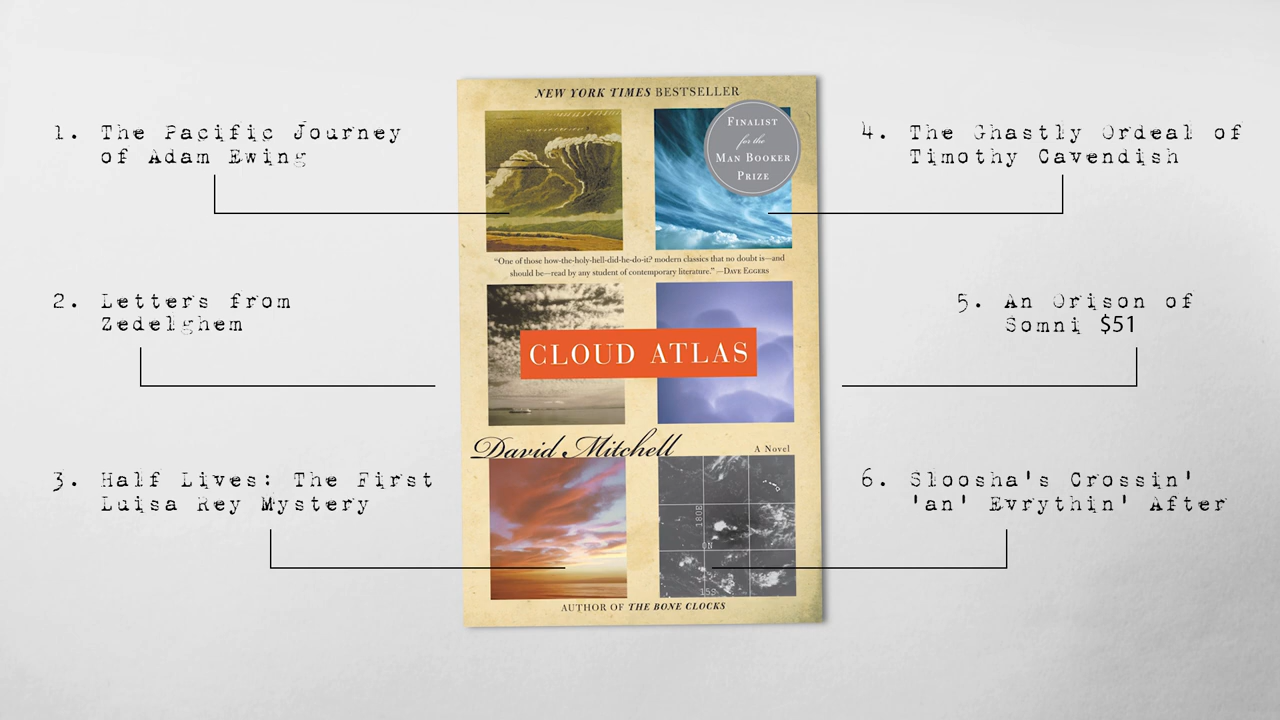 1. The Pacific Journey
of Adam Ewing
2. Letters from
Zedelghem
3. Half Lives: The First
Luisa Rey Mystery
NEW YORK TIMES BESTSELLER
FINALIST
for the
MAN BOOKER
PRIZE
“One of those how-the-holy-hell-did-he-do-it? modern classics that no doubt is—and
should be—read by any student of contemporary literature.” —DAVE EGGERS
CLOUD ATLAS
David Mitchell
A Novel
180E
0N
159
AUTHOR OF THE BONE CLOCKS
4. The Ghastly Ordeal of
Timothy Cavendish
5. An Orison of
Somni $51
6. Sloosha's Crossin'
'an' Evrythin' After